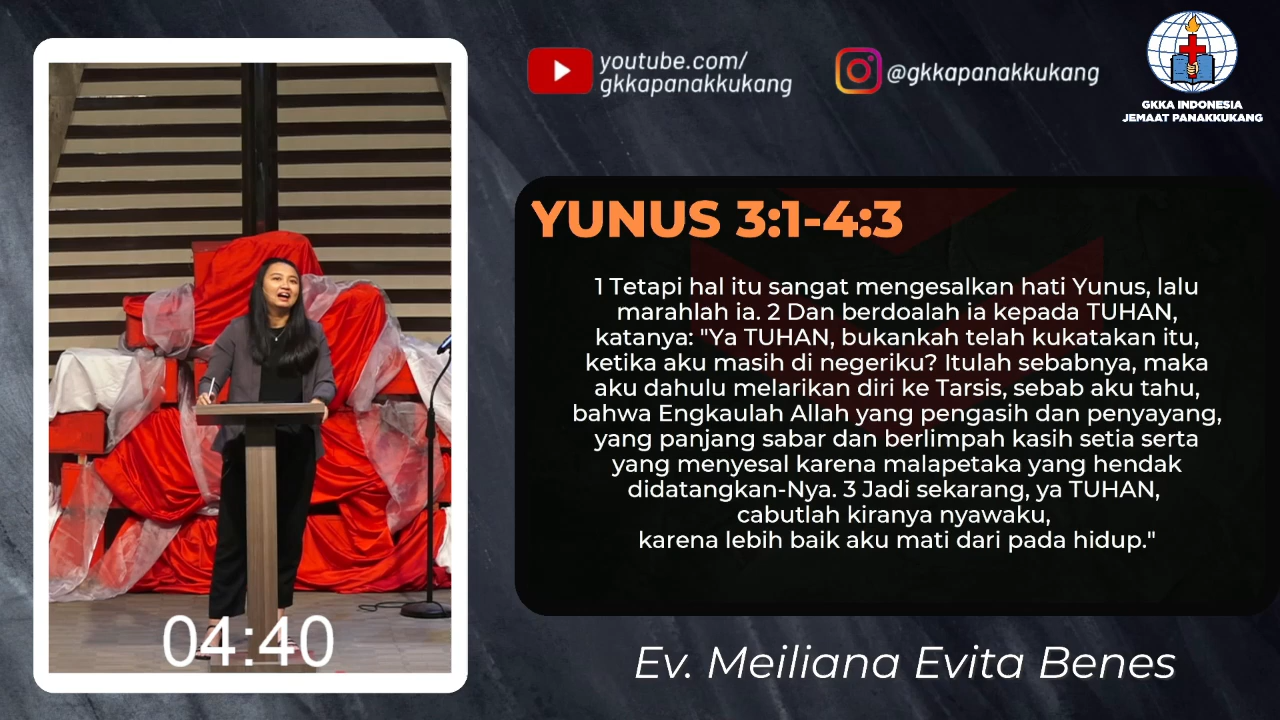 youtube.com/
gkkapanakkukang
@gkkapanakkukang
GKKA INDONESIA
JEMAAT PANAKKUKANG
YUNUS 3:1-4:3
1 Tetapi hal itu sangat mengesalkan hati Yunus, lalu
marahlah ia. 2 Dan berdoalah ia kepada TUHAN,
katanya: "Ya TUHAN, bukankah telah kukatakan itu,
ketika aku masih di negeriku? Itulah sebabnya, maka
aku dahulu melarikan diri ke Tarsis, sebab aku tahu,
bahwa Engkaulah Allah yang pengasih dan penyayang,
yang panjang sabar dan berlimpah kasih setia serta
yang menyesal karena malapetaka yang hendak
didatangkan-Nya. 3 Jadi sekarang, ya TUHAN,
cabutlah kiranya nyawaku,
karena lebih baik aku mati dari pada hidup."
04:40
Ev. Meiliana Evita Benes